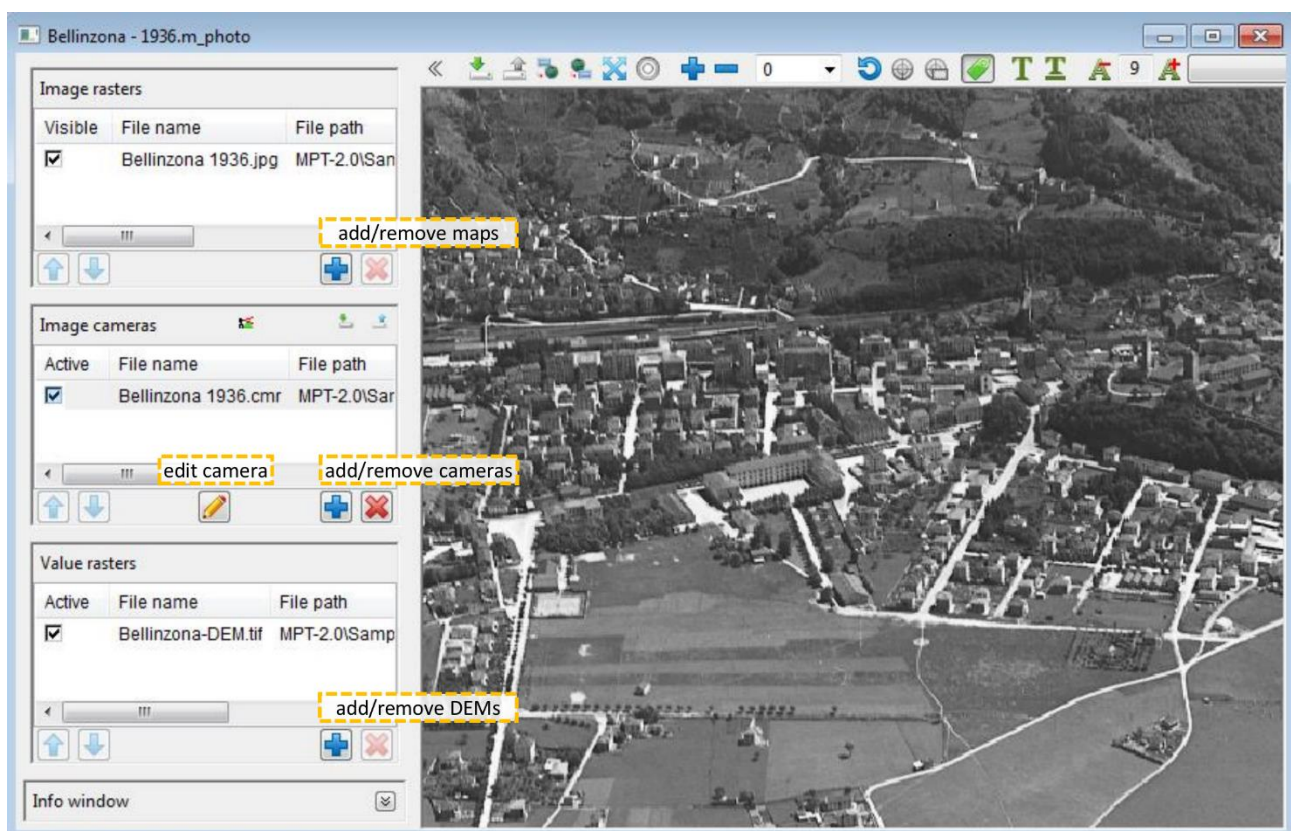 Bellinzona - 1936.m_photo
0
T T A 9 A
Image rasters
Visible File name File path
Bellinzona 1936.jpg MPT-2.0\San
add/remove maps
Image cameras
Active File name File path
Bellinzona 1936.cmr MPT-2.0\Sar
edit camera add/remove cameras
Value rasters
Active File name File path
Bellinzona-DEM.tif MPT-2.0\Samp
add/remove DEMs
Info window